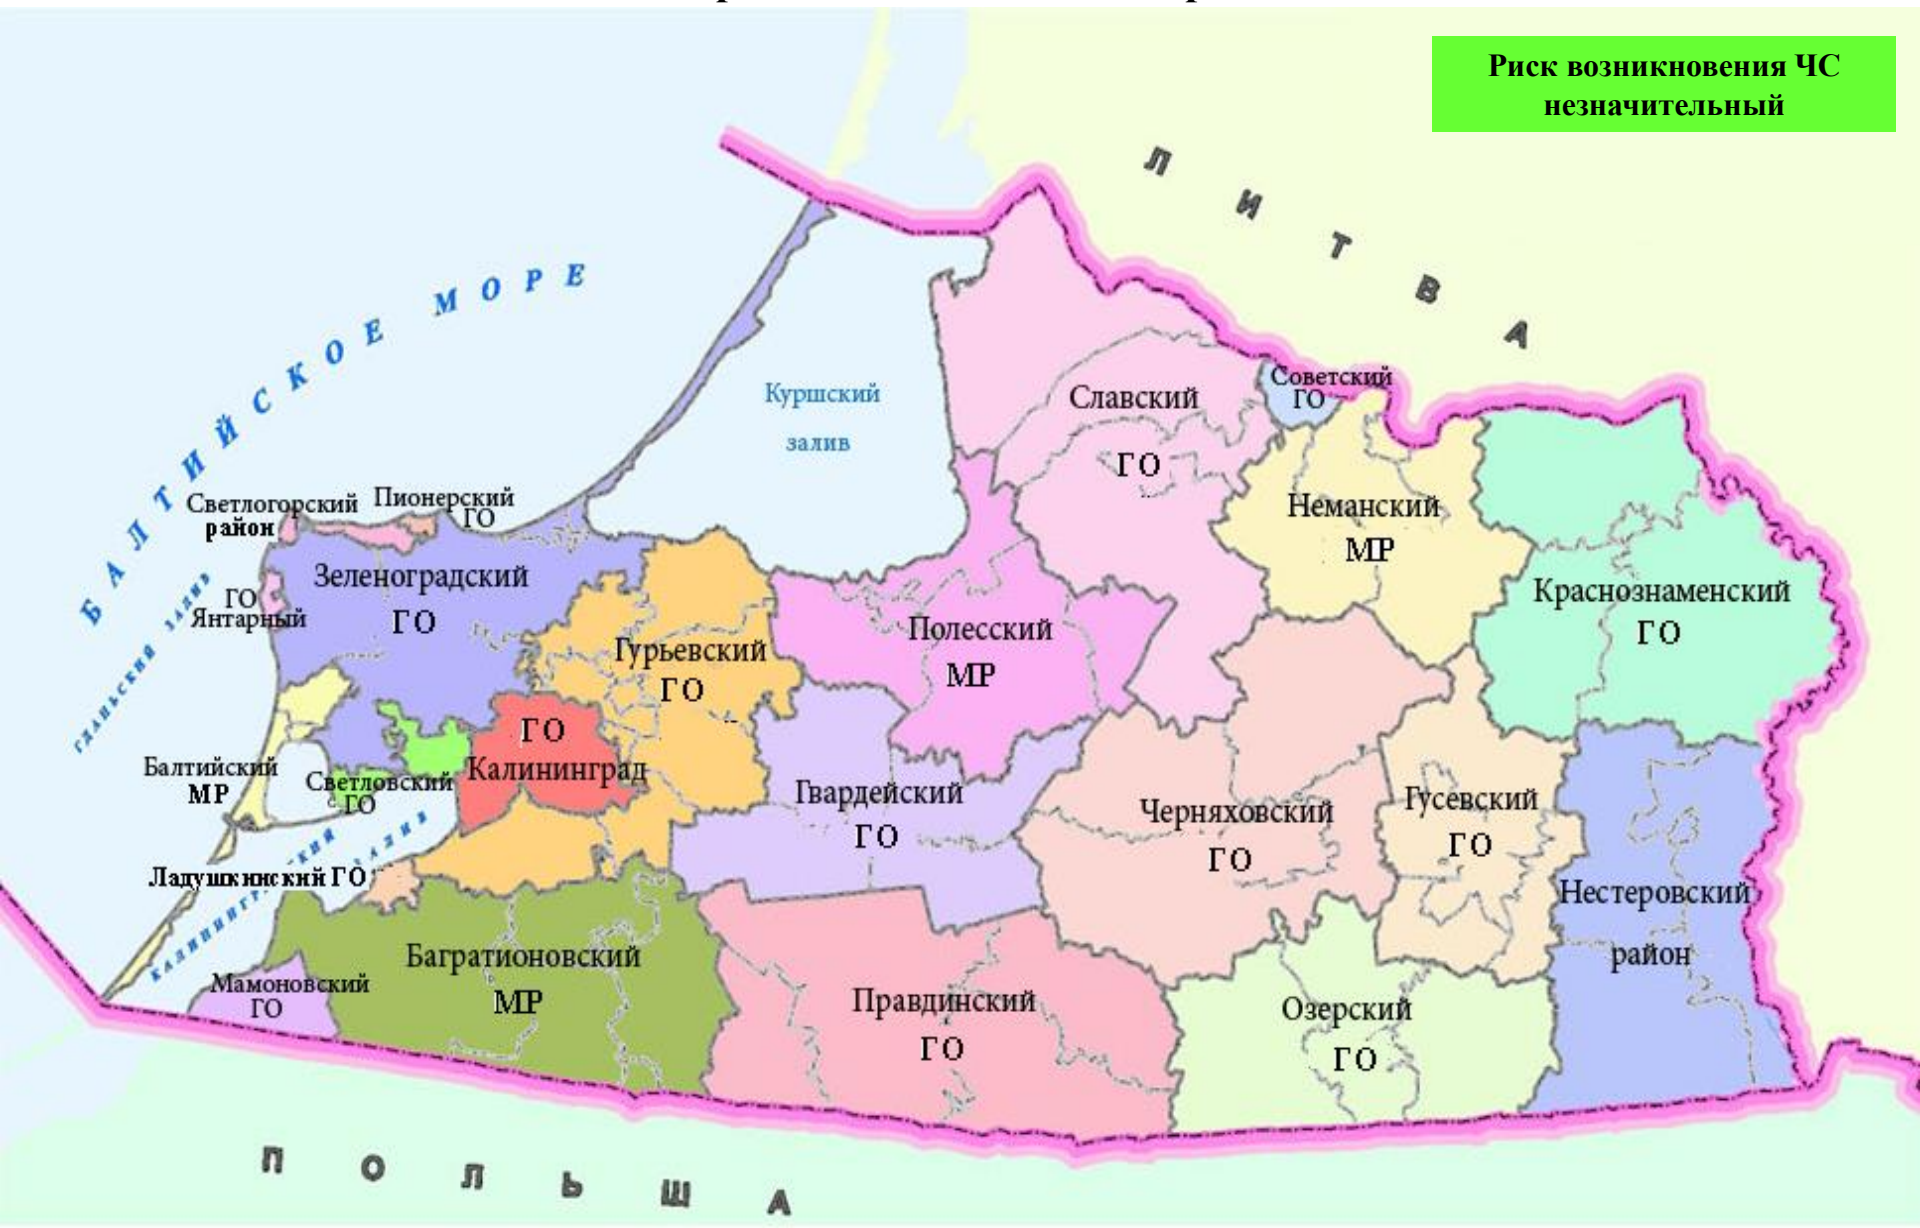 Риск возникновения ЧС
незначительный
ЛИТВА
БАЛТИЙСКОЕ МОРЕ
Куршский
залив
Советский
ГО
Славский
ГО
Светлогорский
район
Пионерский
ГО
Неманский
МР
Зеленоградский
ГО
ГО
Янтарный
Краснознаменский
ГО
Гурьевский
ГО
Полесский
МР
ГДАНЬСКИЙ ЗАЛИВ
ГО
Калининград
Балтийский
МР
Светловский
ГО
Гвардейский
ГО
Черняховский
ГО
Гусевский
ГО
Ладушкинский ГО
Нестеровский
район
Багратионовский
МР
Мамоновский
ГО
Правдинский
ГО
Озерский
ГО
ПОЛЬША